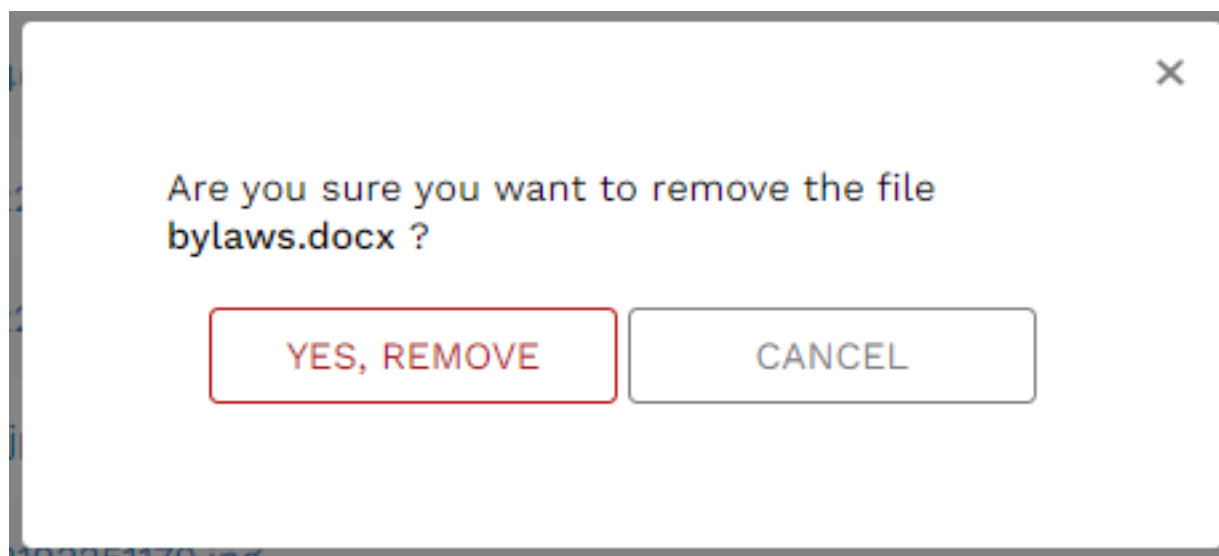 ×
Are you sure you want to remove the file
bylaws.docx ?
YES, REMOVE CANCEL